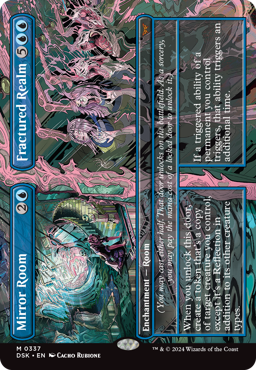 Mirror Room 2
Fractured Realm 5
Enchantment — Room
(You may cast either half. That door unlocks on the battlefield. As a sorcery,
you may pay the mana cost of a locked door to unlock it.)
When you unlock this door,
create a token that's a copy
of target creature you control,
except it's a Reflection in
addition to its other creature
types.
If a triggered ability of a
permanent you control
triggers, that ability triggers an
additional time.
M 0337
DSK • EN CACHO RUBIONE
™ & © 2024 Wizards of the Coast